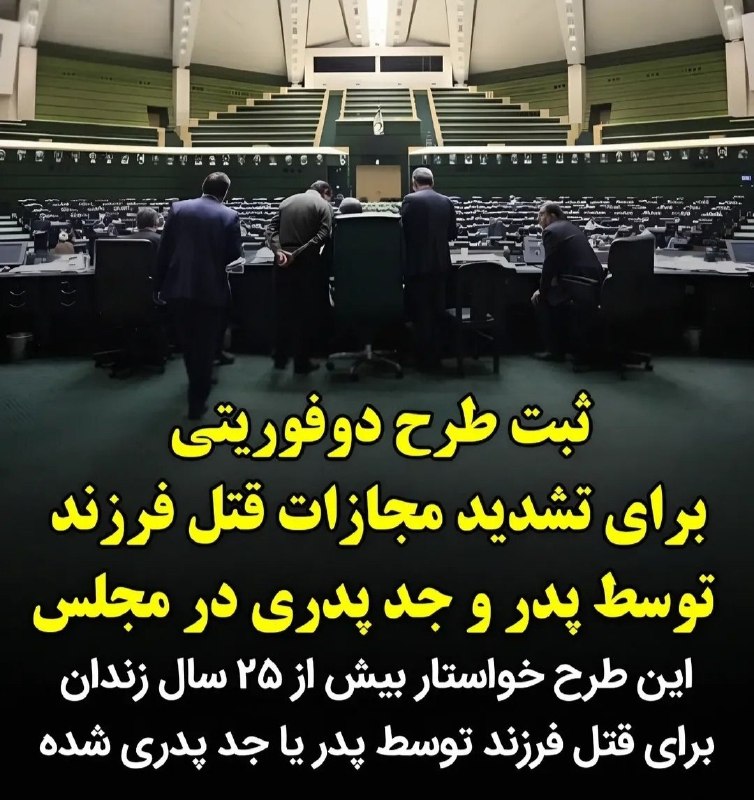 ثبت طرح دوفوریتی
برای تشدید مجازات قتل فرزند
توسط پدر و جد پدری در مجلس
این طرح خواستار بیش از ۲۵ سال زندان
برای قتل فرزند توسط پدر یا جد پدری شده